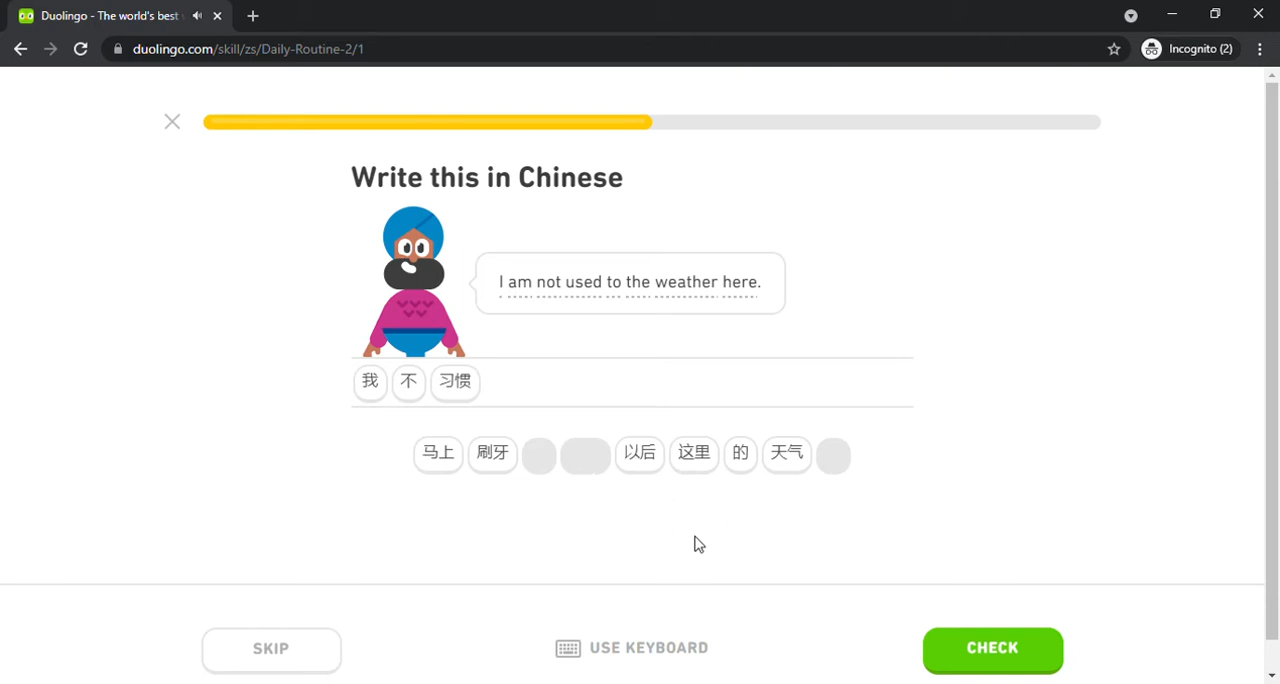 Duolingo - The world's best
duolingo.com/skill/zs/Daily-Routine-2/1
Incognito (2)
Write this in Chinese
I am not used to the weather here.
我 不 习惯
马上 刷牙 以后 这里 的 天气
SKIP
USE KEYBOARD
CHECK